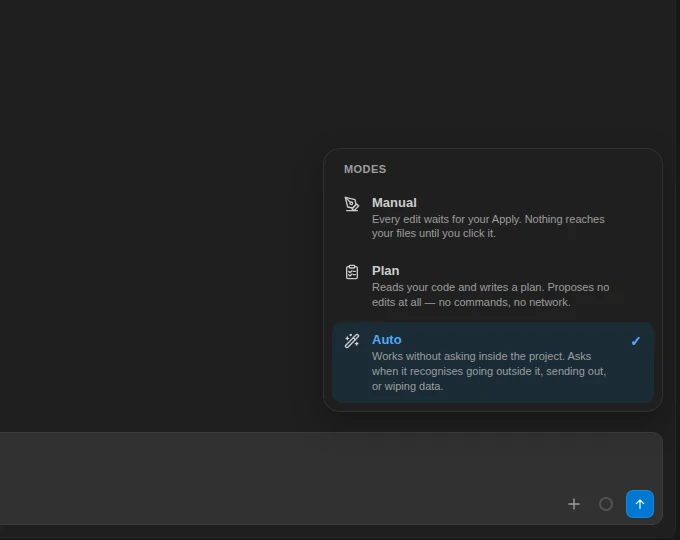 MODES
Manual
Every edit waits for your Apply. Nothing reaches
your files until you click it.
Plan
Reads your code and writes a plan. Proposes no
edits at all — no commands, no network.
Auto
Works without asking inside the project. Asks
when it recognises going outside it, sending out,
or wiping data.